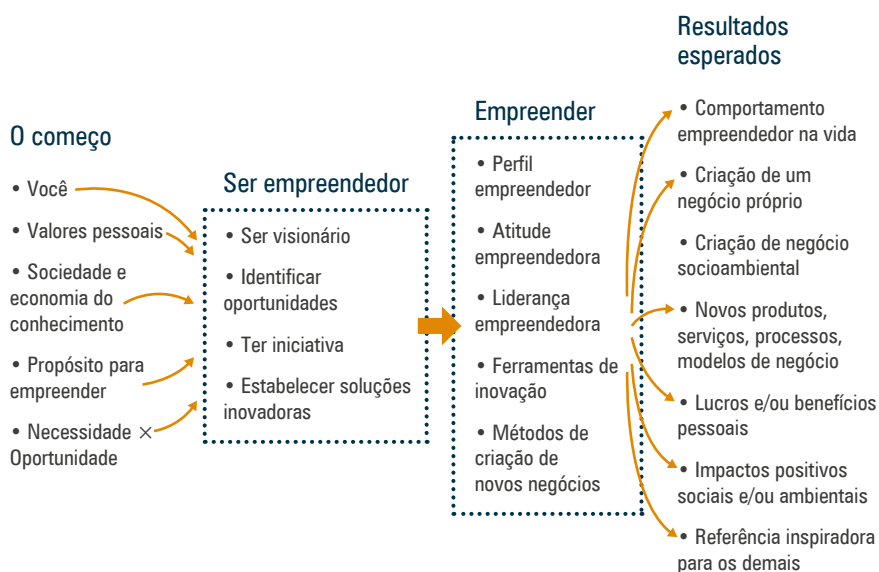 O começo
• Você
• Valores pessoais
• Sociedade e
economia do
conhecimento
• Propósito para
empreender
• Necessidade ×
Oportunidade
Ser empreendedor
• Ser visionário
• Identificar
oportunidades
• Ter iniciativa
• Estabelecer soluções
inovadoras
Empreender
• Perfil
empreendedor
• Atitude
empreendedora
• Liderança
empreendedora
• Ferramentas de
inovação
• Métodos de
criação de
novos negócios
Resultados
esperados
• Comportamento
empreendedor na vida
• Criação de um
negócio próprio
• Criação de negócio
socioambiental
• Novos produtos,
serviços, processos,
modelos de negócio
• Lucros e/ou benefícios
pessoais
• Impactos positivos
sociais e/ou ambientais
• Referência inspiradora
para os demais